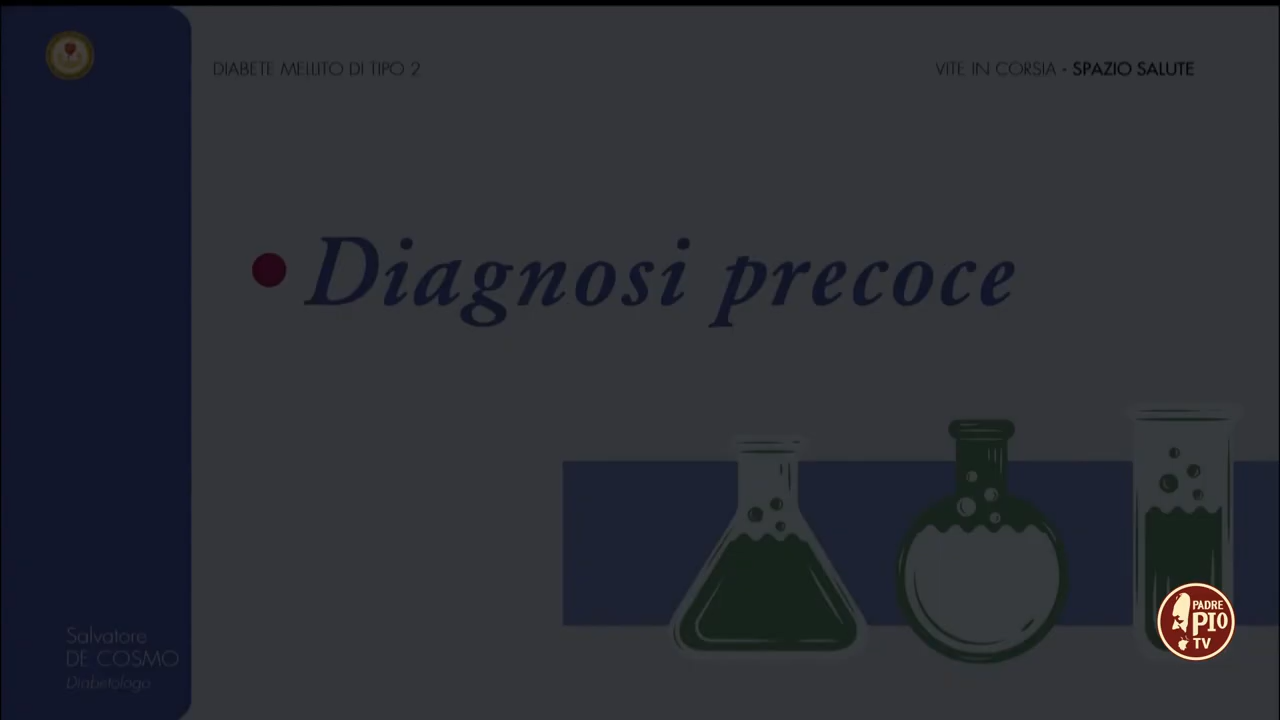 DIABETE MELLITO DI TIPO 2
VITE IN CORSIA - SPAZIO SALUTE
• Diagnosi precoce
Salvatore
DE COSMO
Diabetologo
PADRE
PIO
TV